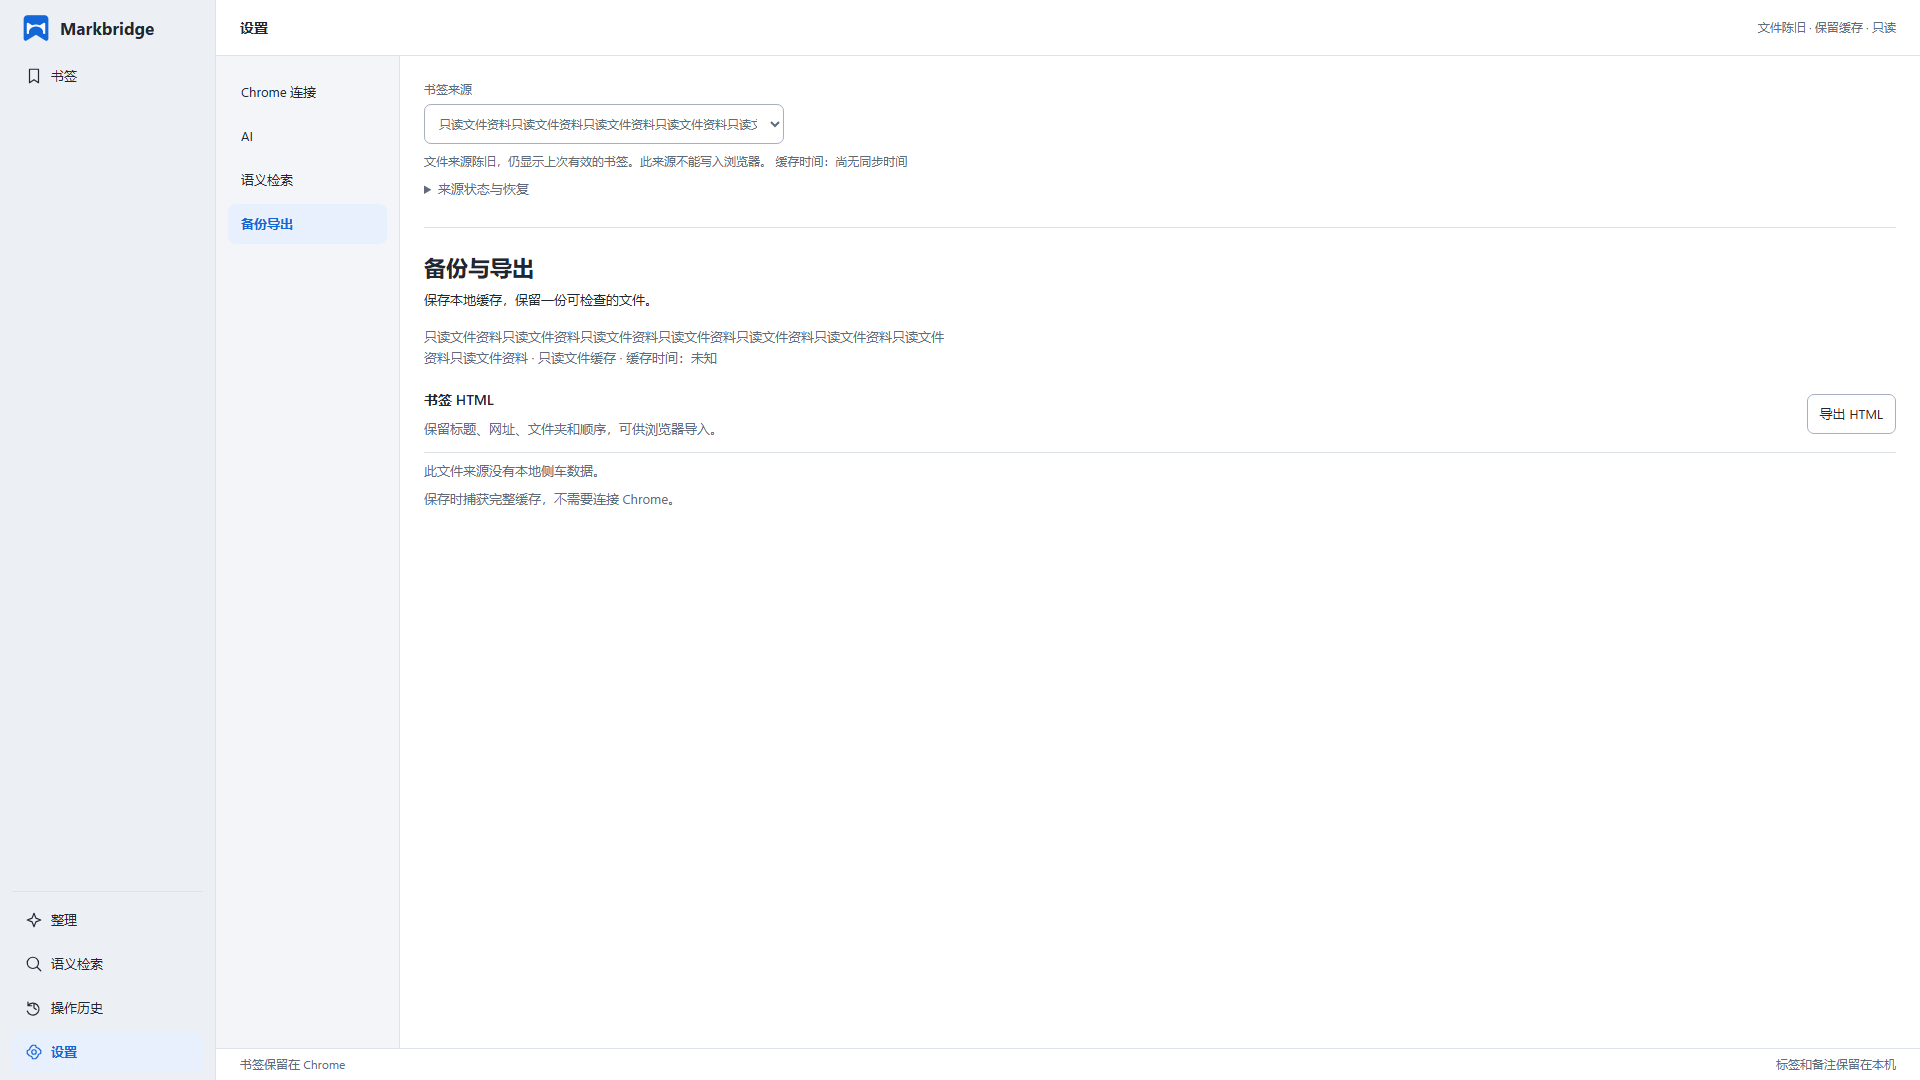 Markbridge
书签
整理
语义检索
操作历史
设置
设置
文件陈旧 · 保留缓存 · 只读
Chrome 连接
AI
语义检索
备份导出
书签来源
只读文件资料只读文件资料只读文件资料只读文件资料只读文
文件来源陈旧，仍显示上次有效的书签。此来源不能写入浏览器。 缓存时间：尚无同步时间
来源状态与恢复
备份与导出
保存本地缓存，保留一份可检查的文件。
只读文件资料只读文件资料只读文件资料只读文件资料只读文件资料只读文件资料只读文件
资料只读文件资料 · 只读文件缓存 · 缓存时间：未知
书签 HTML
保留标题、网址、文件夹和顺序，可供浏览器导入。
导出 HTML
此文件来源没有本地侧车数据。
保存时捕获完整缓存，不需要连接 Chrome。
书签保留在 Chrome
标签和备注保留在本机